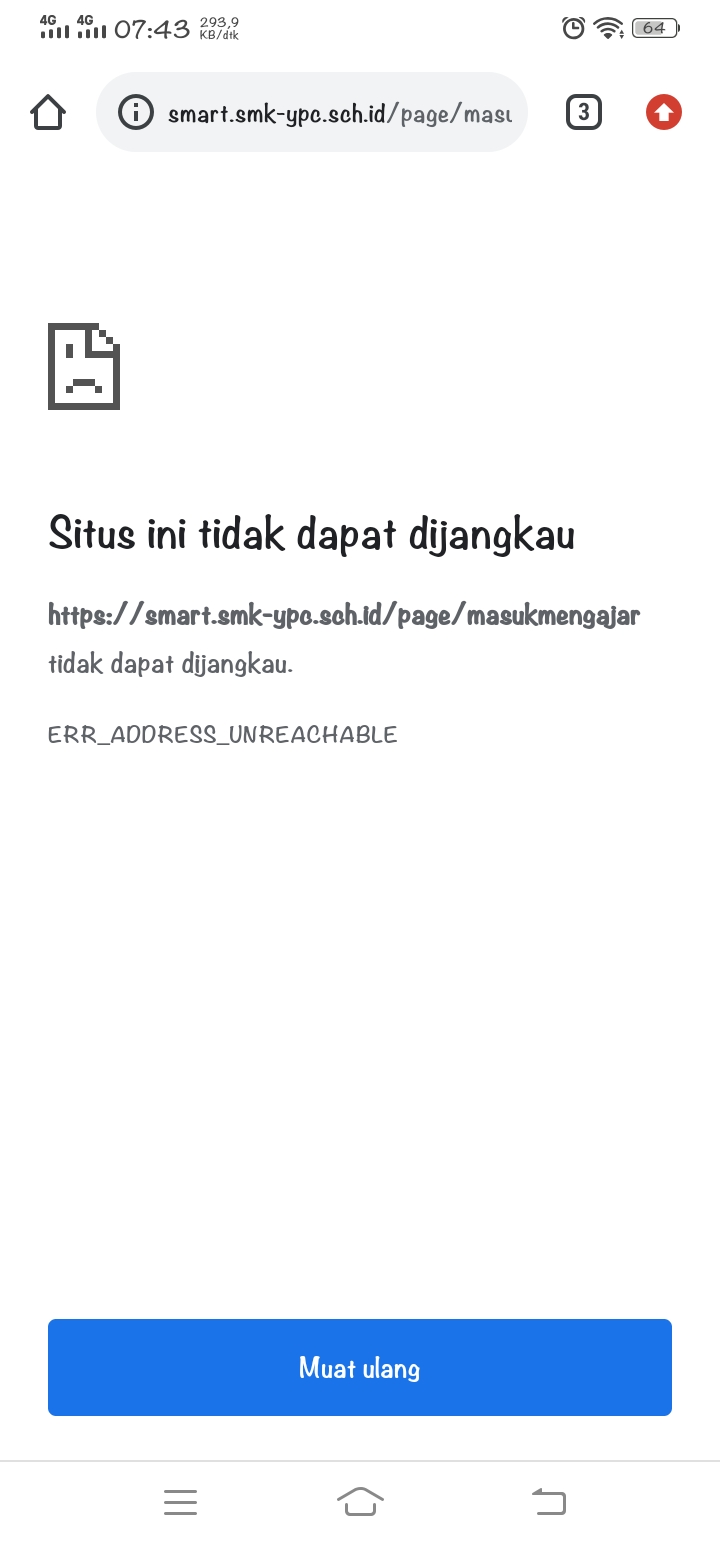 4G 4G 07:43 293,9 KB/dtk 64
smart.smk-ypc.sch.id/page/masu 3
Situs ini tidak dapat dijangkau
https://smart.smk-ypc.sch.id/page/masukmengajar
tidak dapat dijangkau.
ERR_ADDRESS_UNREACHABLE
Muat ulang